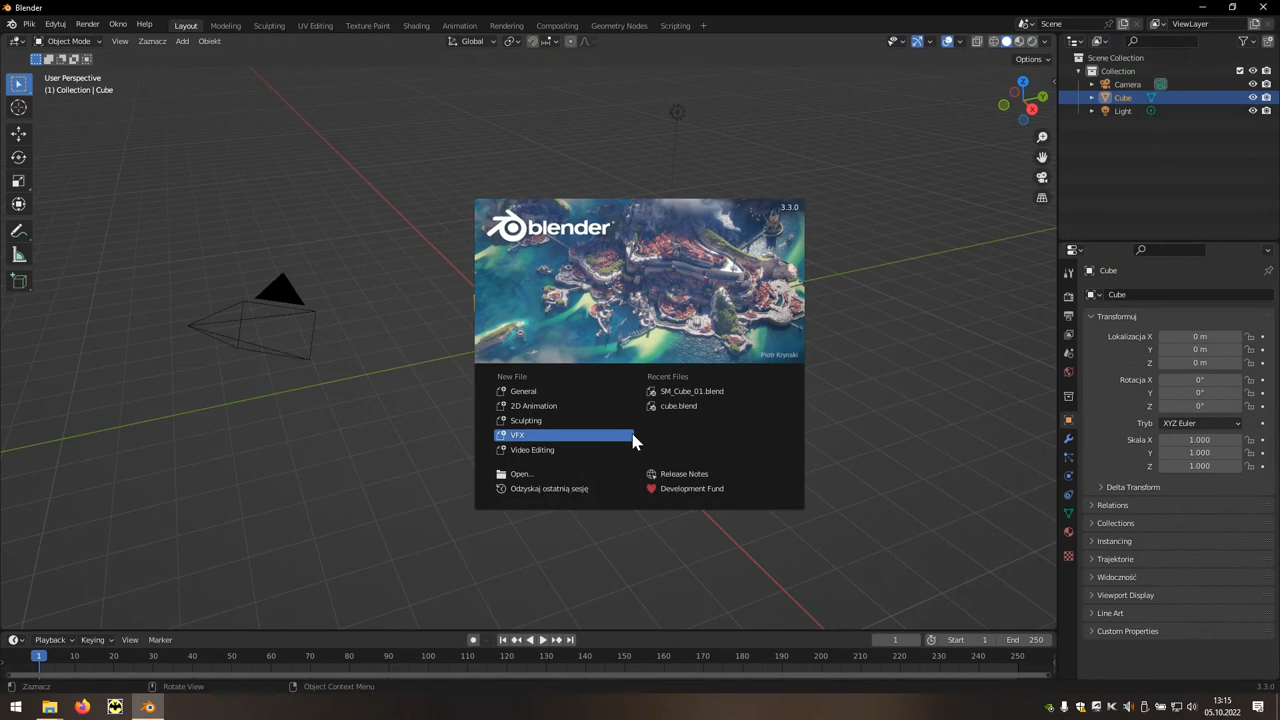 Blender
Plik Edytuj Render Okno Pomoc Layout Modeling Sculpting UV Editing Texture Paint Shading Animation Rendering Compositing Geometry Nodes Scripting + Scene ViewLayer
Object Mode View Zaznacz Add Obiekt Global
Options
User Perspective
(1) Collection | Cube
Z
Y
X
Scene Collection
Collection
Camera
Cube
Light
blender
3.3.0
Piotr Krynski
New File
General
2D Animation
Sculpting
VFX
Video Editing
Open...
Odzyskaj ostatnią sesję
Recent Files
SM_Cube_01.blend
cube.blend
Release Notes
Development Fund
Cube
Cube
Transformuj
Lokalizacja X 0 m
Y 0 m
Z 0 m
Rotacja X 0°
Y 0°
Z 0°
Tryb XYZ Euler
Skala X 1.000
Y 1.000
Z 1.000
Delta Transform
Relations
Collections
Instancing
Trajektorie
Widoczność
Viewport Display
Line Art
Custom Properties
Playback Keying View Marker 1 Start 1 End 250
1 10 20 30 40 50 60 70 80 90 100 110 120 130 140 150 160 170 180 190 200 210 220 230 240 250
Zaznacz Rotate View Object Context Menu 3.3.0
13:15
05.10.2022